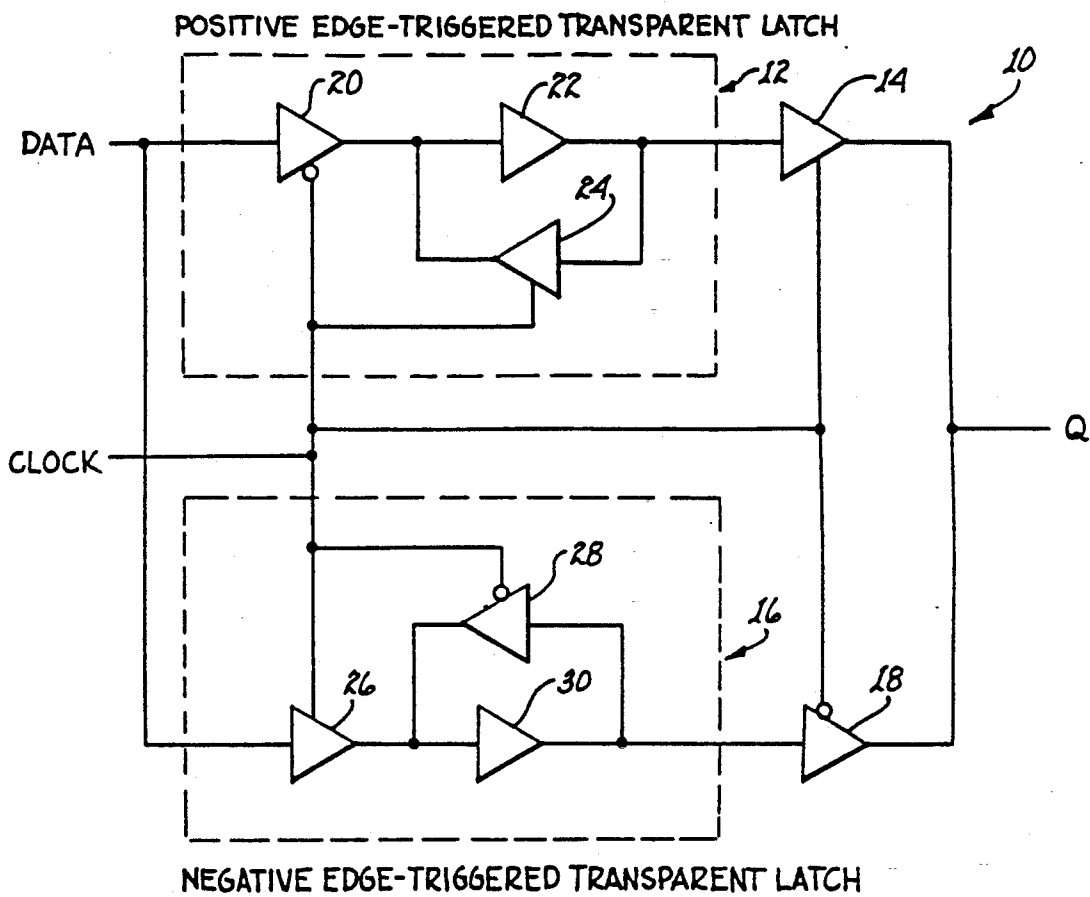 POSITIVE EDGE-TRIGGERED TRANSPARENT LATCH
10
20
22
12
14
DATA
24
Q
CLOCK
28
16
26
30
18
NEGATIVE EDGE-TRIGGERED TRANSPARENT LATCH